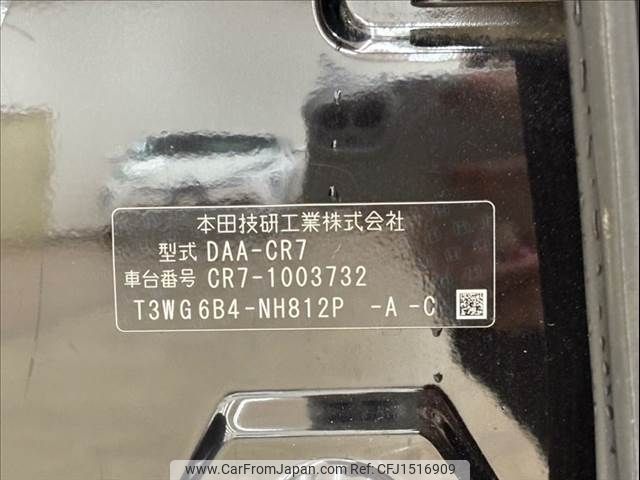 本田技研工業株式会社
型式 DAA-CR7
車台番号 CR7-1003732
T3WG6B4-NH812P -A -C
www.CarFromJapan.com | CFJ1516909